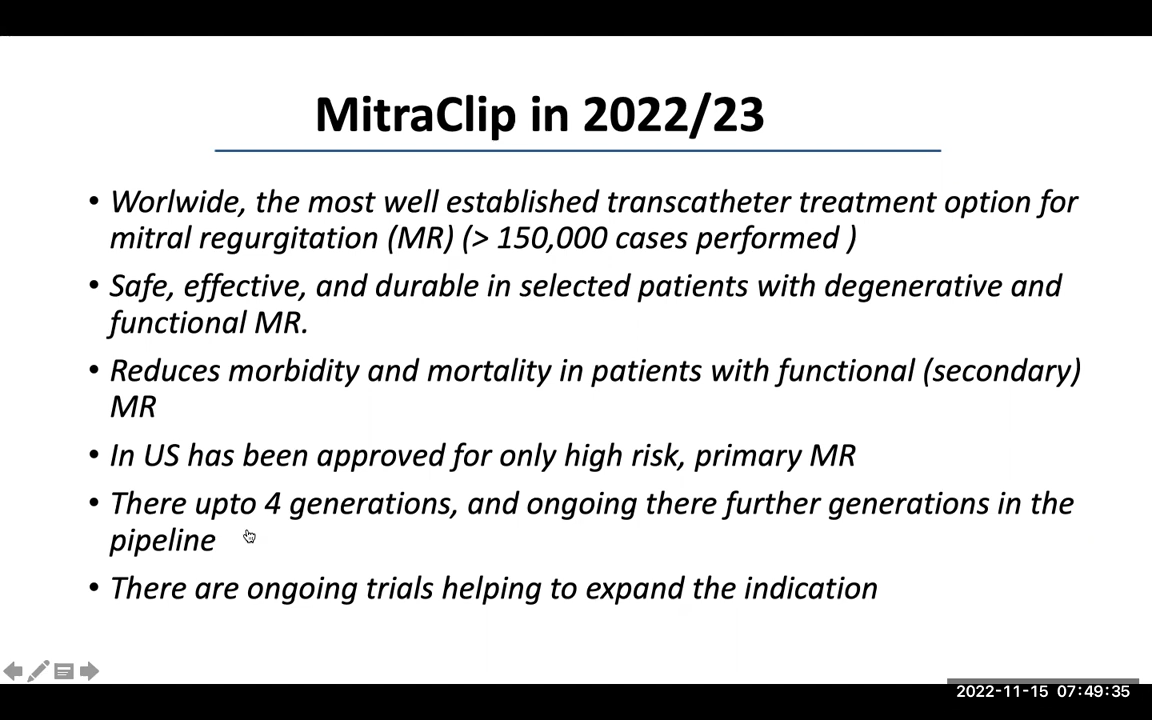 MitraClip in 2022/23
• Worlwide, the most well established transcatheter treatment option for
mitral regurgitation (MR) (> 150,000 cases performed )
• Safe, effective, and durable in selected patients with degenerative and
functional MR.
• Reduces morbidity and mortality in patients with functional (secondary)
MR
• In US has been approved for only high risk, primary MR
• There upto 4 generations, and ongoing there further generations in the
pipeline
• There are ongoing trials helping to expand the indication
2022-11-15 07:49:35